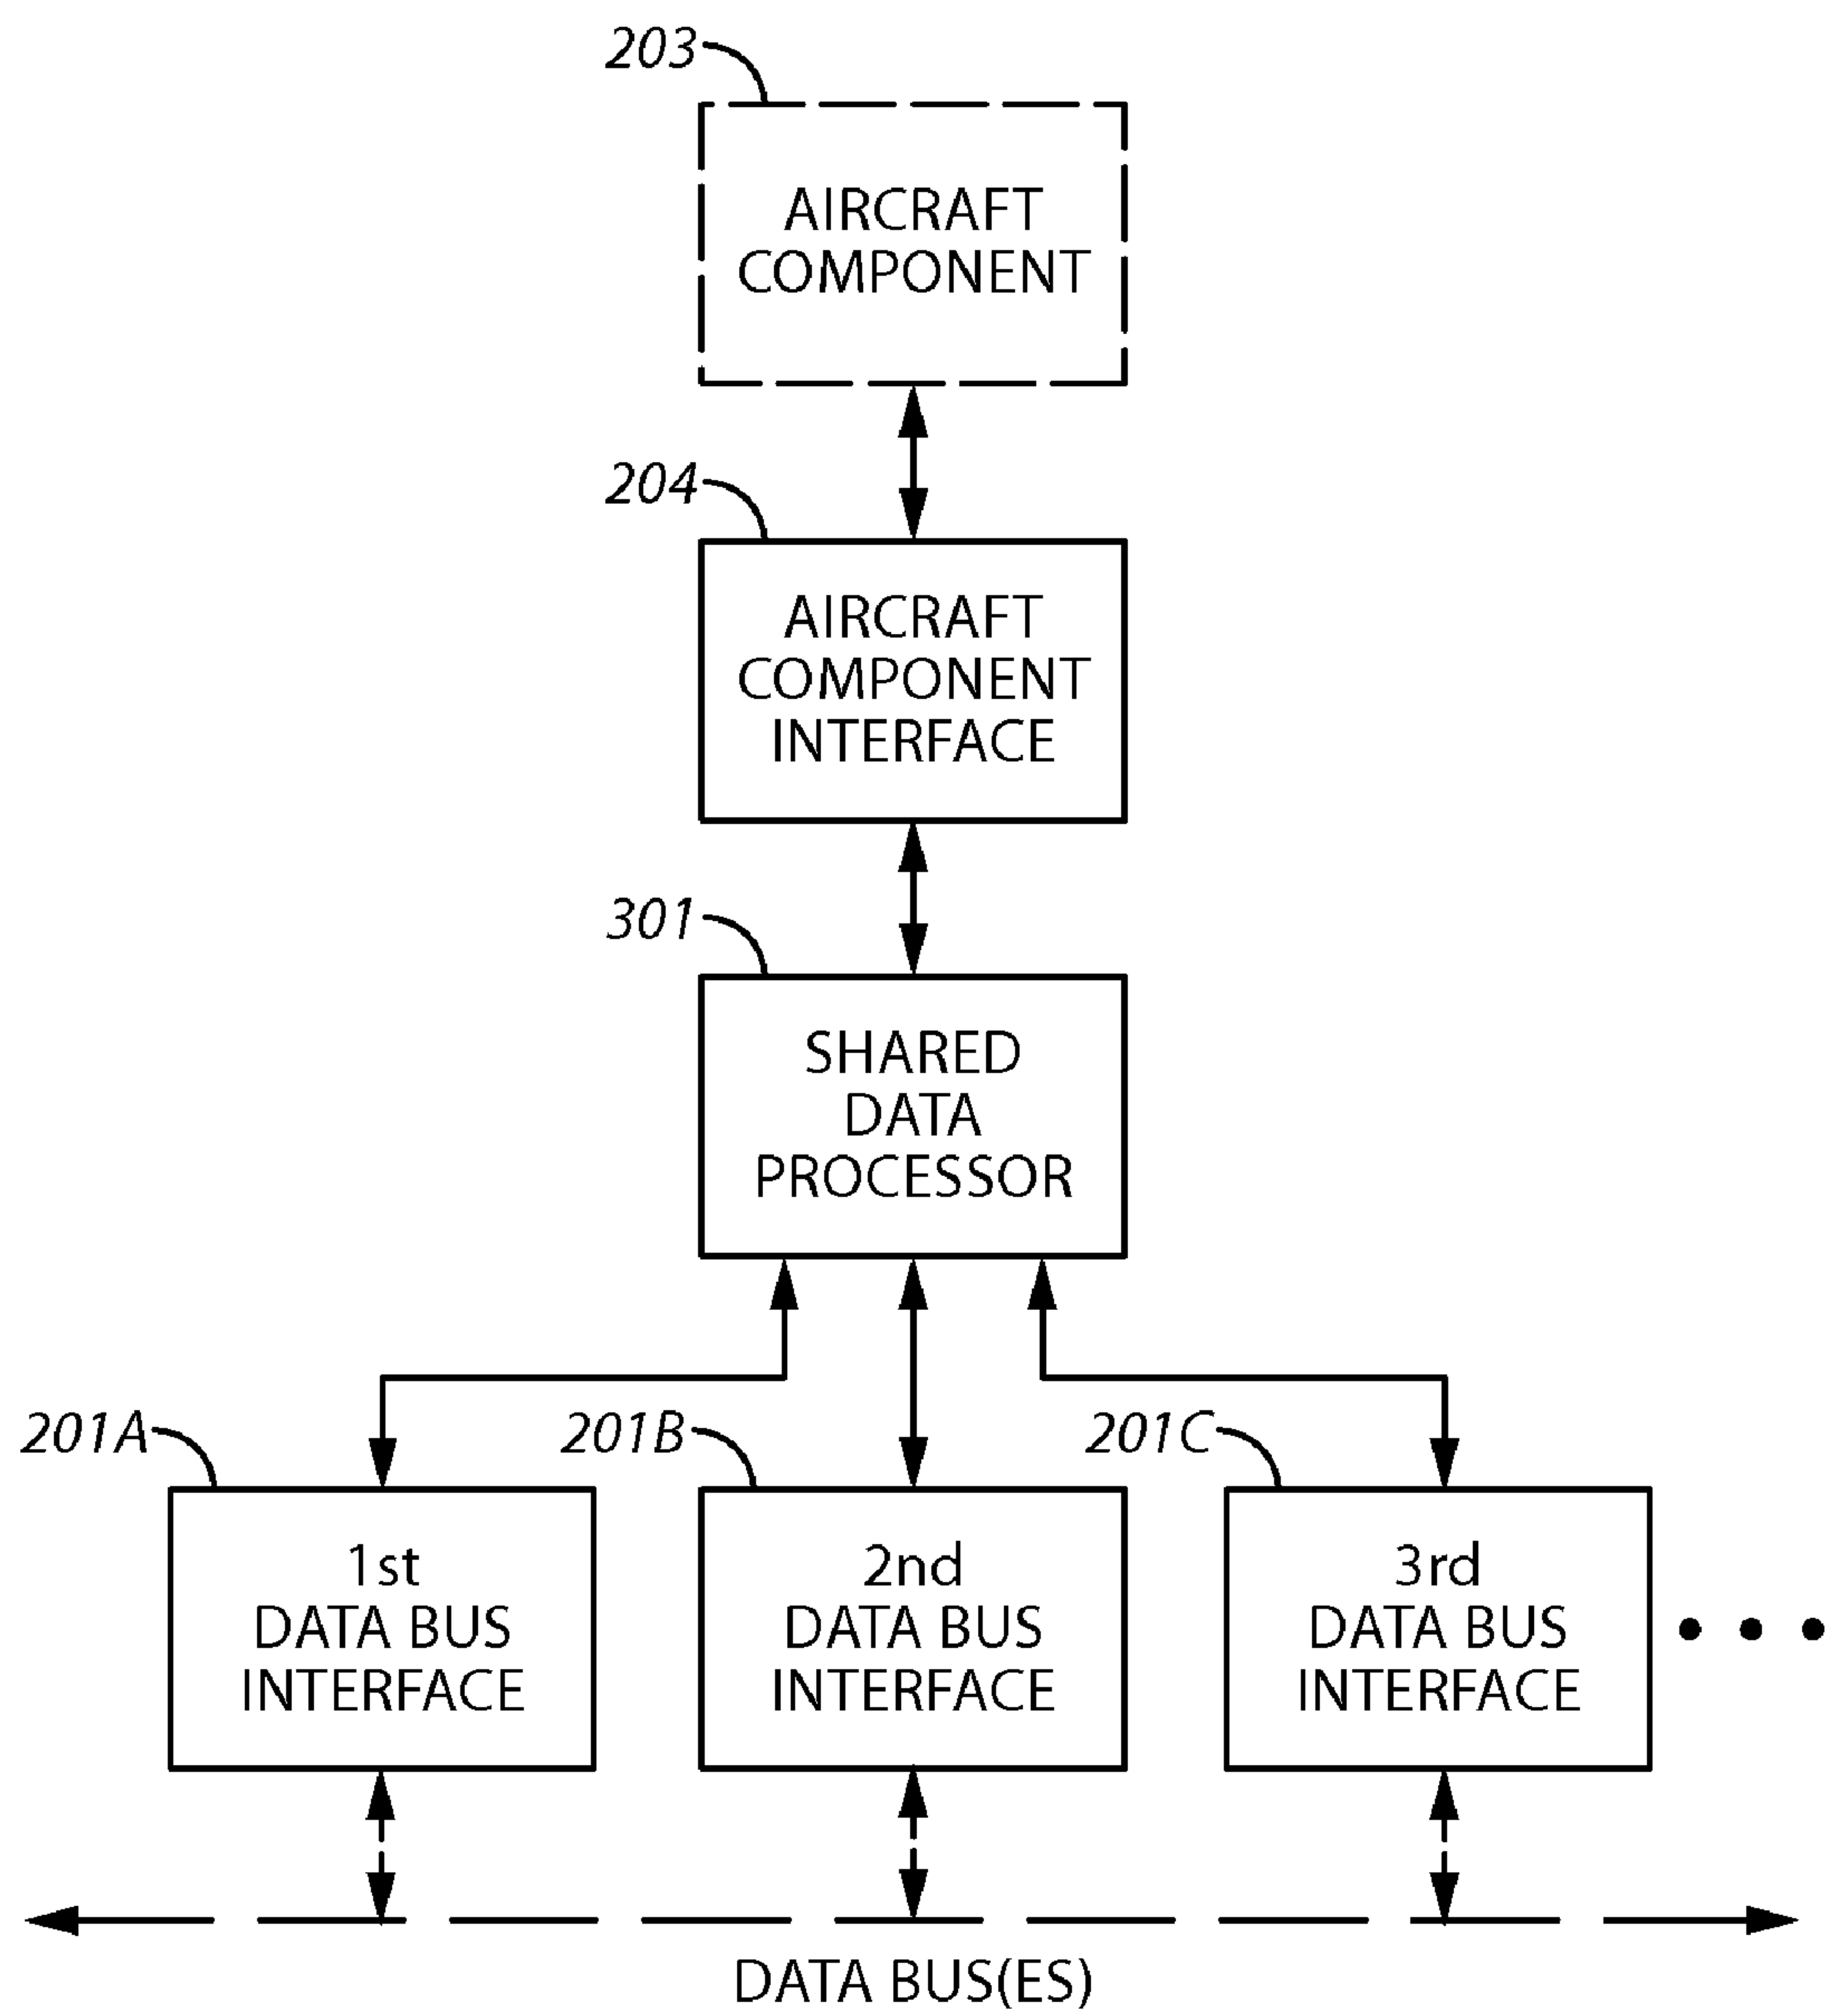 203
AIRCRAFT
COMPONENT
204
AIRCRAFT
COMPONENT
INTERFACE
301
SHARED
DATA
PROCESSOR
201A
201B
201C
1st
DATA BUS
INTERFACE
2nd
DATA BUS
INTERFACE
3rd
DATA BUS
INTERFACE
DATA BUS(ES)